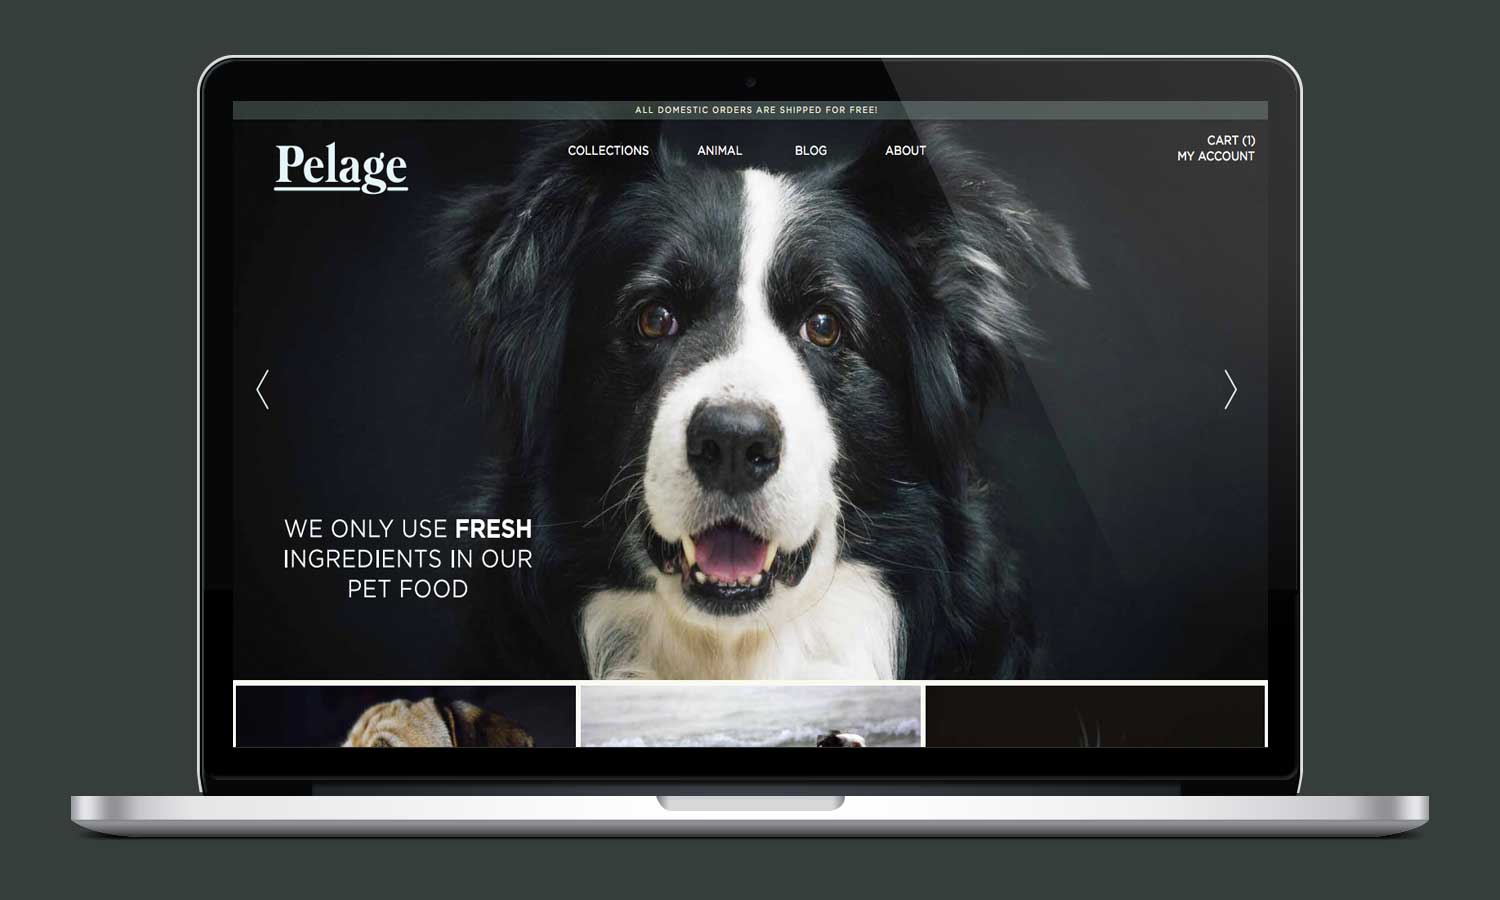 ALL DOMESTIC ORDERS ARE SHIPPED FOR FREE!
Pelage
COLLECTIONS ANIMAL BLOG ABOUT
CART (1)
MY ACCOUNT
WE ONLY USE FRESH
INGREDIENTS IN OUR
PET FOOD